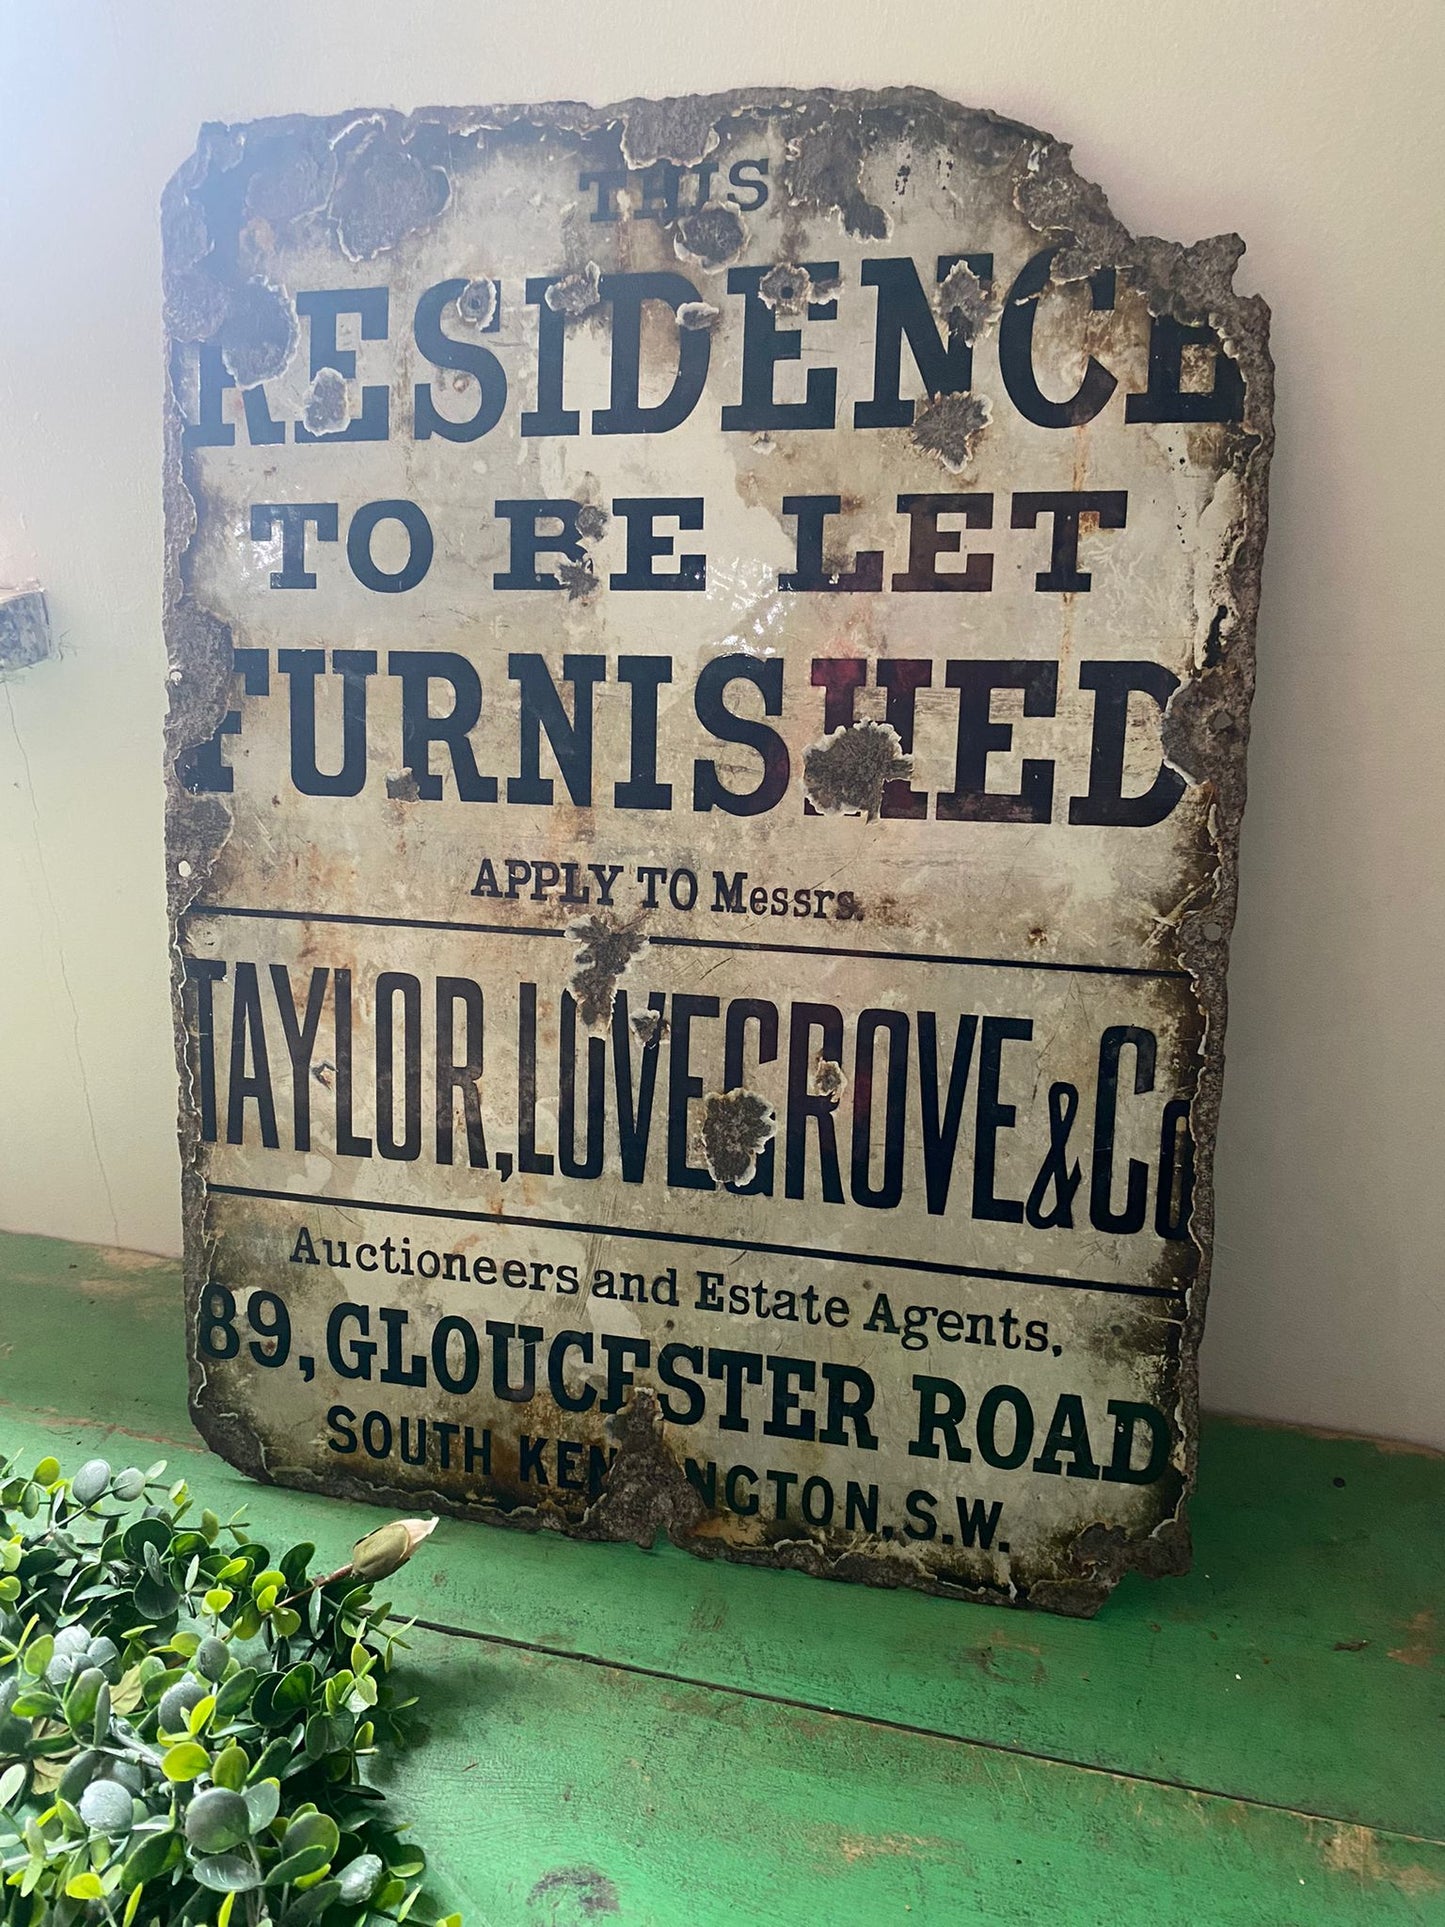 THIS
RESIDENCE
TO BE LET
FURNISHED
APPLY TO Messrs.
TAYLOR, LOVEGROVE & Co
Auctioneers and Estate Agents,
89, GLOUCESTER ROAD
SOUTH KENSINGTON. S.W.